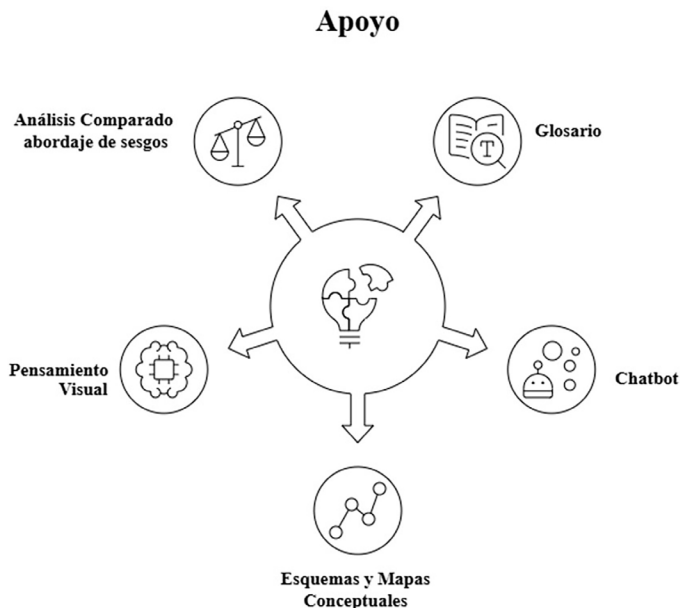 Apoyo
Análisis Comparado
abordaje de sesgos
Glosario
T
Pensamiento
Visual
Chatbot
Esquemas y Mapas
Conceptuales